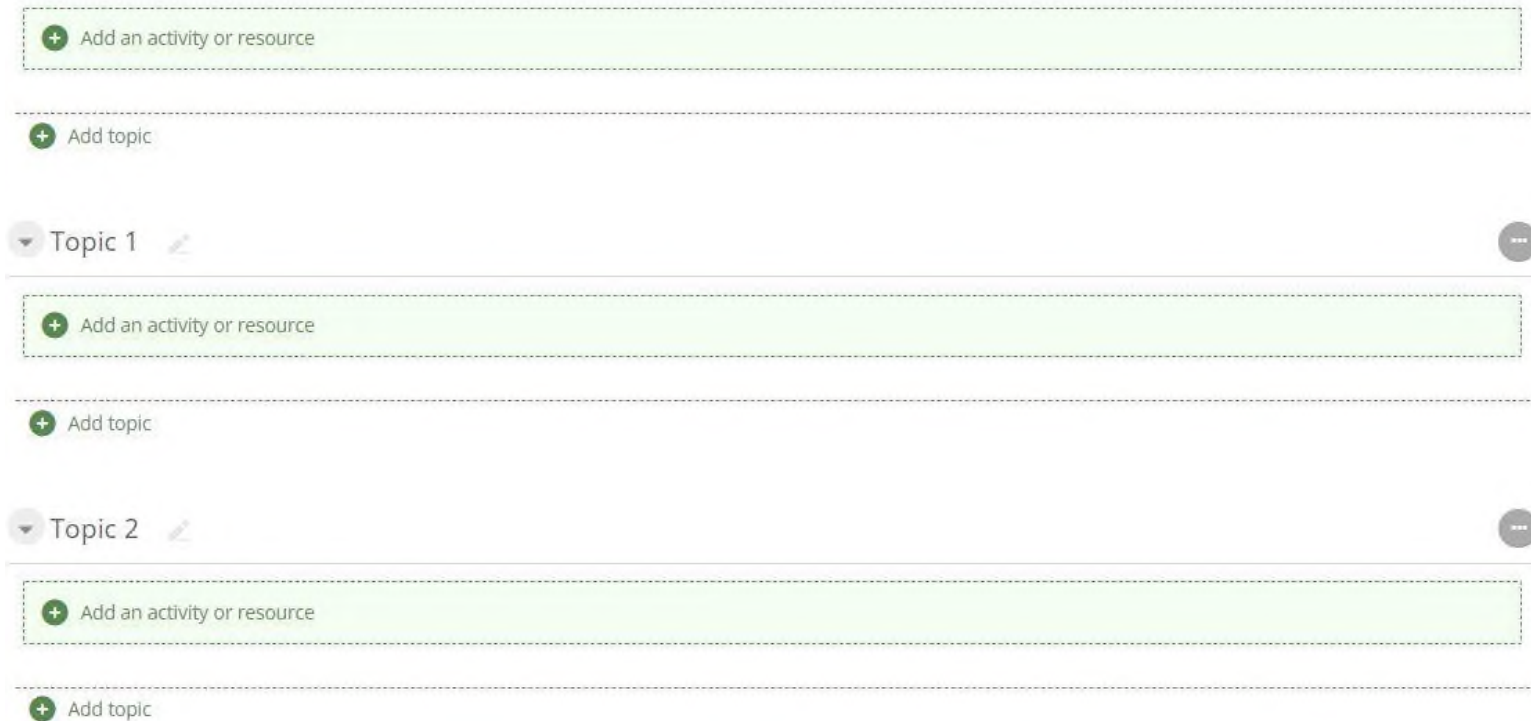 Add an activity or resource
Add topic
Topic 1
Add an activity or resource
Add topic
Topic 2
Add an activity or resource
Add topic